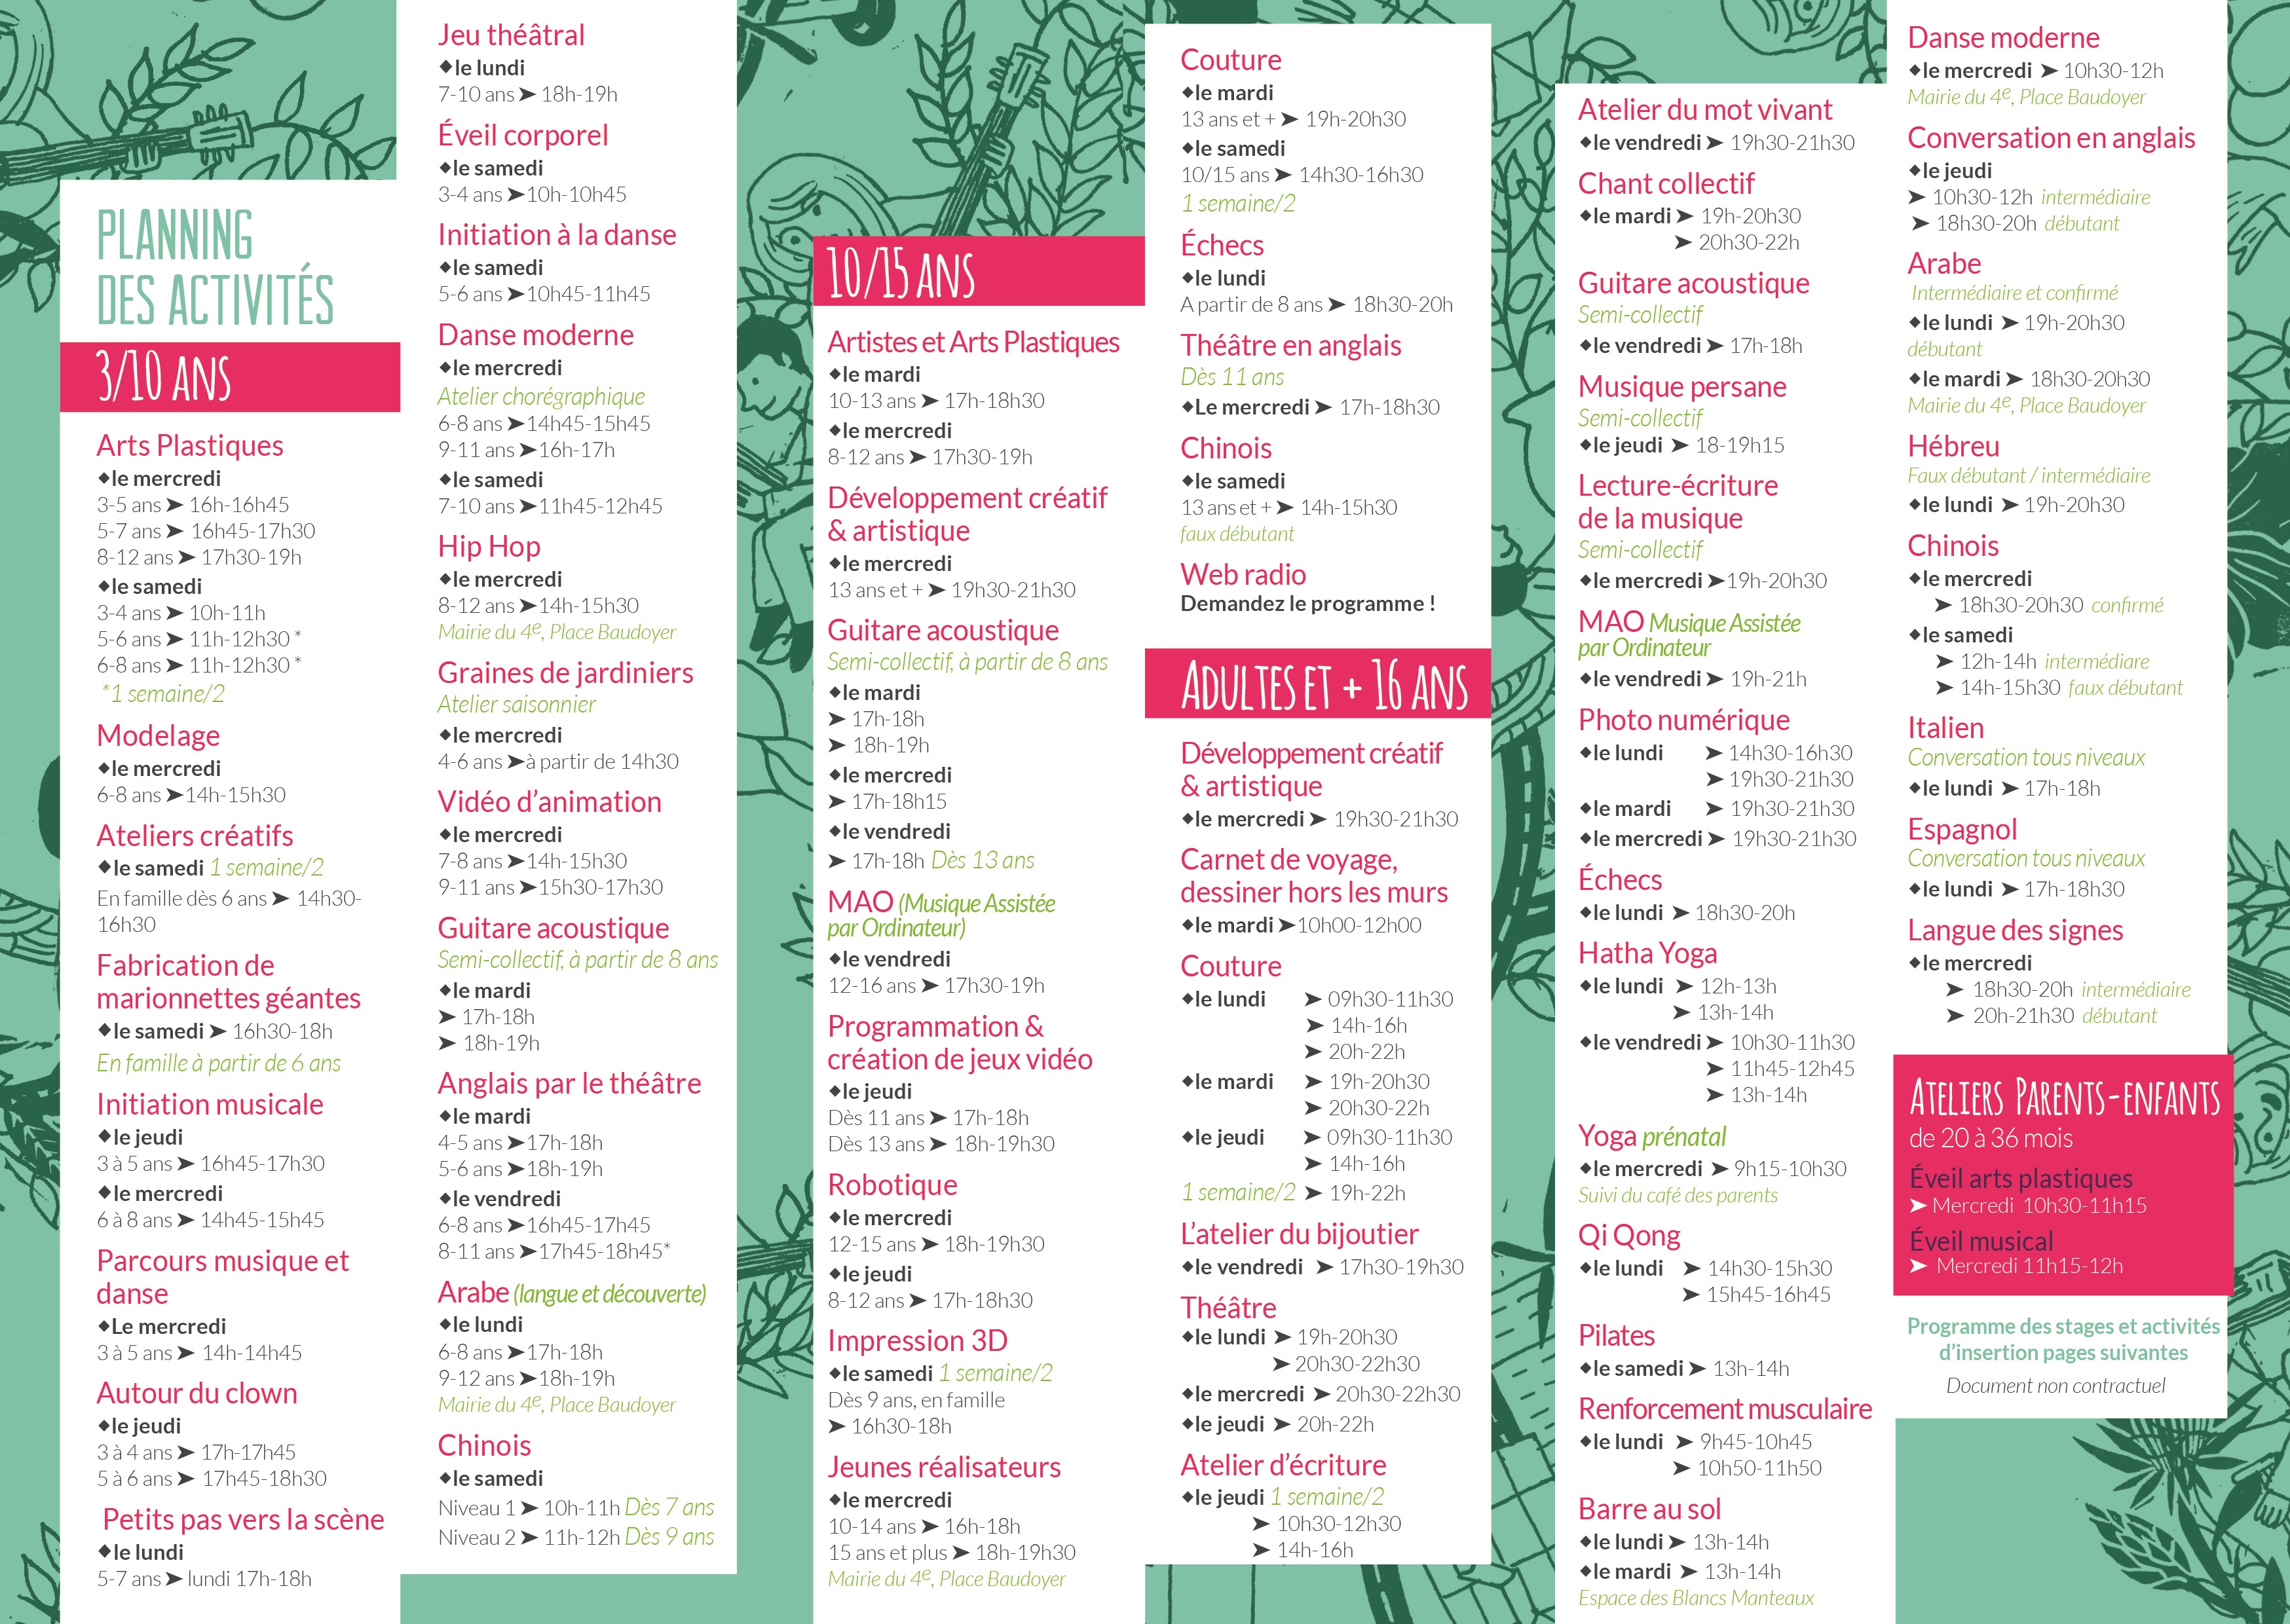 PLANNING
DES ACTIVITÉS
3/10 ANS
Arts Plastiques
◆le mercredi
3-5 ans ➤ 16h-16h45
5-7 ans ➤ 16h45-17h30
8-12 ans ➤ 17h30-19h
◆le samedi
3-4 ans ➤ 10h-11h
5-6 ans ➤ 11h-12h30 *
6-8 ans ➤ 11h-12h30 *
*1 semaine/2
Modelage
◆le mercredi
6-8 ans ➤14h-15h30
Ateliers créatifs
◆le samedi 1 semaine/2
En famille dès 6 ans ➤ 14h30-
16h30
Fabrication de
marionnettes géantes
◆le samedi ➤ 16h30-18h
En famille à partir de 6 ans
Initiation musicale
◆le jeudi
3 à 5 ans ➤ 16h45-17h30
◆le mercredi
6 à 8 ans ➤ 14h45-15h45
Parcours musique et
danse
◆Le mercredi
3 à 5 ans ➤ 14h-14h45
Autour du clown
◆le jeudi
3 à 4 ans ➤ 17h-17h45
5 à 6 ans ➤ 17h45-18h30
Petits pas vers la scène
◆le lundi
5-7 ans ➤ lundi 17h-18h
Jeu théâtral
◆le lundi
7-10 ans ➤ 18h-19h
Éveil corporel
◆le samedi
3-4 ans ➤10h-10h45
Initiation à la danse
◆le samedi
5-6 ans ➤10h45-11h45
Danse moderne
◆le mercredi
Atelier chorégraphique
6-8 ans ➤14h45-15h45
9-11 ans ➤16h-17h
◆le samedi
7-10 ans ➤11h45-12h45
Hip Hop
◆le mercredi
8-12 ans ➤14h-15h30
Mairie du 4e, Place Baudoyer
Graines de jardiniers
Atelier saisonnier
◆le mercredi
4-6 ans ➤à partir de 14h30
Vidéo d'animation
◆le mercredi
7-8 ans ➤14h-15h30
9-11 ans ➤15h30-17h30
Guitare acoustique
Semi-collectif, à partir de 8 ans
◆le mardi
➤ 17h-18h
➤ 18h-19h
Anglais par le théâtre
◆le mardi
4-5 ans ➤17h-18h
5-6 ans ➤18h-19h
◆le vendredi
6-8 ans ➤16h45-17h45
8-11 ans ➤17h45-18h45*
Arabe (langue et découverte)
◆le lundi
6-8 ans ➤17h-18h
9-12 ans ➤18h-19h
Mairie du 4e, Place Baudoyer
Chinois
◆le samedi
Niveau 1 ➤ 10h-11h Dès 7 ans
Niveau 2 ➤ 11h-12h Dès 9 ans
10/15 ANS
Artistes et Arts Plastiques
◆le mardi
10-13 ans ➤ 17h-18h30
◆le mercredi
8-12 ans ➤ 17h30-19h
Développement créatif
& artistique
◆le mercredi
13 ans et + ➤ 19h30-21h30
Guitare acoustique
Semi-collectif, à partir de 8 ans
◆le mardi
➤ 17h-18h
➤ 18h-19h
◆le mercredi
➤ 17h-18h15
◆le vendredi
➤ 17h-18h Dès 13 ans
MAO (Musique Assistée
par Ordinateur)
◆le vendredi
12-16 ans ➤ 17h30-19h
Programmation &
création de jeux vidéo
◆le jeudi
Dès 11 ans ➤ 17h-18h
Dès 13 ans ➤ 18h-19h30
Robotique
◆le mercredi
12-15 ans ➤ 18h-19h30
◆le jeudi
8-12 ans ➤ 17h-18h30
Impression 3D
◆le samedi 1 semaine/2
Dès 9 ans, en famille
➤ 16h30-18h
Jeunes réalisateurs
◆le mercredi
10-14 ans ➤ 16h-18h
15 ans et plus ➤ 18h-19h30
Mairie du 4e, Place Baudoyer
Couture
◆le mardi
13 ans et + ➤ 19h-20h30
◆le samedi
10/15 ans ➤ 14h30-16h30
1 semaine/2
Échecs
◆le lundi
A partir de 8 ans ➤ 18h30-20h
Théâtre en anglais
Dès 11 ans
◆Le mercredi ➤ 17h-18h30
Chinois
◆le samedi
13 ans et + ➤ 14h-15h30
faux débutant
Web radio
Demandez le programme !
ADULTES ET + 16 ANS
Développement créatif
& artistique
◆le mercredi ➤ 19h30-21h30
Carnet de voyage,
dessiner hors les murs
◆le mardi ➤10h00-12h00
Couture
◆le lundi ➤ 09h30-11h30
➤ 14h-16h
➤ 20h-22h
◆le mardi ➤ 19h-20h30
➤ 20h30-22h
◆le jeudi ➤ 09h30-11h30
➤ 14h-16h
1 semaine/2 ➤ 19h-22h
L'atelier du bijoutier
◆le vendredi ➤ 17h30-19h30
Théâtre
◆le lundi ➤ 19h-20h30
➤ 20h30-22h30
◆le mercredi ➤ 20h30-22h30
◆le jeudi ➤ 20h-22h
Atelier d'écriture
◆le jeudi 1 semaine/2
➤ 10h30-12h30
➤ 14h-16h
Atelier du mot vivant
◆le vendredi ➤ 19h30-21h30
Chant collectif
◆le mardi ➤ 19h-20h30
➤ 20h30-22h
Guitare acoustique
Semi-collectif
◆le vendredi ➤ 17h-18h
Musique persane
Semi-collectif
◆le jeudi ➤ 18-19h15
Lecture-écriture
de la musique
Semi-collectif
◆le mercredi ➤19h-20h30
MAO Musique Assistée
par Ordinateur
◆le vendredi ➤ 19h-21h
Photo numérique
◆le lundi ➤ 14h30-16h30
➤ 19h30-21h30
◆le mardi ➤ 19h30-21h30
◆le mercredi ➤ 19h30-21h30
Échecs
◆le lundi ➤ 18h30-20h
Hatha Yoga
◆le lundi ➤ 12h-13h
➤ 13h-14h
◆le vendredi ➤ 10h30-11h30
➤ 11h45-12h45
➤ 13h-14h
Yoga prénatal
◆le mercredi ➤ 9h15-10h30
Suivi du café des parents
Qi Qong
◆le lundi ➤ 14h30-15h30
➤ 15h45-16h45
Pilates
◆le samedi ➤ 13h-14h
Renforcement musculaire
◆le lundi ➤ 9h45-10h45
➤ 10h50-11h50
Barre au sol
◆le lundi ➤ 13h-14h
◆le mardi ➤ 13h-14h
Espace des Blancs Manteaux
Danse moderne
◆le mercredi ➤ 10h30-12h
Mairie du 4e, Place Baudoyer
Conversation en anglais
◆le jeudi
➤ 10h30-12h intermédiaire
➤ 18h30-20h débutant
Arabe
Intermédiaire et confirmé
◆le lundi ➤ 19h-20h30
débutant
◆le mardi ➤ 18h30-20h30
Mairie du 4e, Place Baudoyer
Hébreu
Faux débutant / intermédiaire
◆le lundi ➤ 19h-20h30
Chinois
◆le mercredi
➤ 18h30-20h30 confirmé
◆le samedi
➤ 12h-14h intermédiare
➤ 14h-15h30 faux débutant
Italien
Conversation tous niveaux
◆le lundi ➤ 17h-18h
Espagnol
Conversation tous niveaux
◆le lundi ➤ 17h-18h30
Langue des signes
◆le mercredi
➤ 18h30-20h intermédiaire
➤ 20h-21h30 débutant
ATELIERS PARENTS-ENFANTS
de 20 à 36 mois
Éveil arts plastiques
➤ Mercredi 10h30-11h15
Éveil musical
➤ Mercredi 11h15-12h
Programme des stages et activités
d'insertion pages suivantes
Document non contractuel